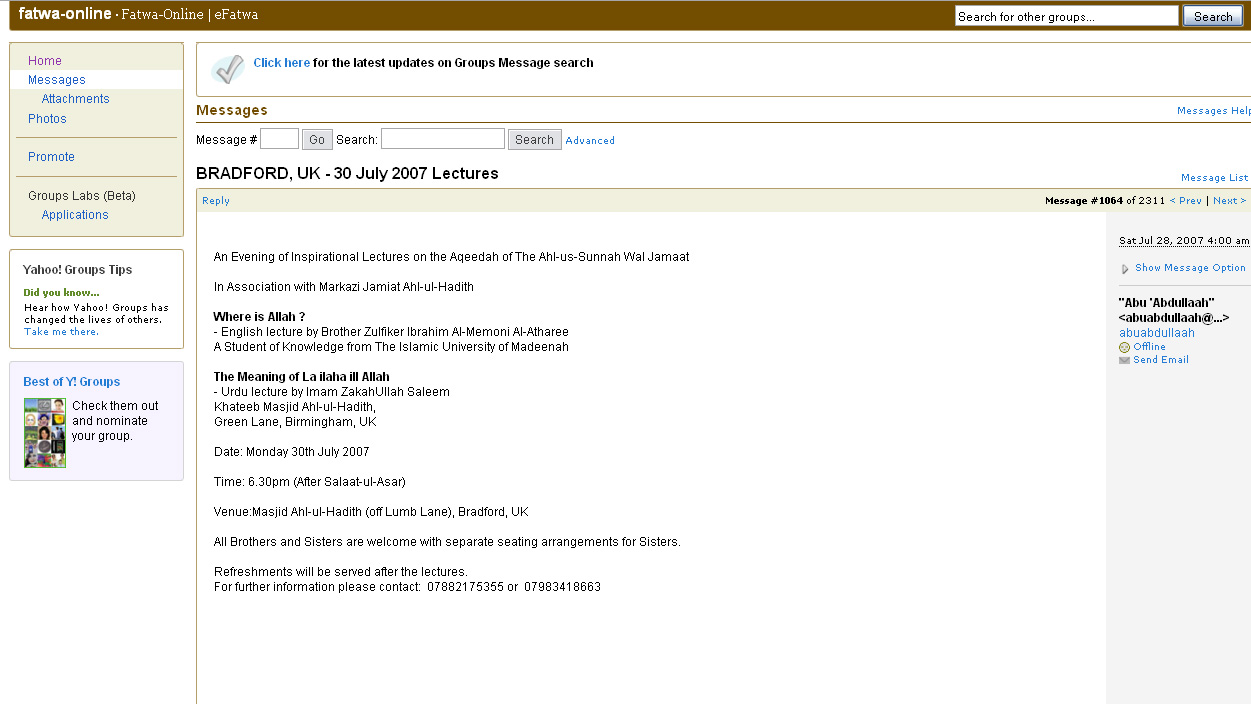 fatwa-online · Fatwa-Online | eFatwa
Search for other groups...
Search
Home
Messages
Attachments
Photos
Promote
Groups Labs (Beta)
Applications
Yahoo! Groups Tips
Did you know...
Hear how Yahoo! Groups has
changed the lives of others.
Take me there.
Best of Y! Groups
Check them out
and nominate
your group.
Click here for the latest updates on Groups Message search
Messages
Messages Help
Message # Go Search: Search Advanced
BRADFORD, UK - 30 July 2007 Lectures
Message List
Reply
Message #1064 of 2311 < Prev | Next >
An Evening of Inspirational Lectures on the Aqeedah of The Ahl-us-Sunnah Wal Jamaat
In Association with Markazi Jamiat Ahl-ul-Hadith
Where is Allah ?
- English lecture by Brother Zulfiker Ibrahim Al-Memoni Al-Atharee
A Student of Knowledge from The Islamic University of Madeenah
The Meaning of La ilaha ill Allah
- Urdu lecture by Imam ZakahUllah Saleem
Khateeb Masjid Ahl-ul-Hadith,
Green Lane, Birmingham, UK
Date: Monday 30th July 2007
Time: 6.30pm (After Salaat-ul-Asar)
Venue:Masjid Ahl-ul-Hadith (off Lumb Lane), Bradford, UK
All Brothers and Sisters are welcome with separate seating arrangements for Sisters.
Refreshments will be served after the lectures.
For further information please contact: 07882175355 or 07983418663
Sat Jul 28, 2007 4:00 am
Show Message Option
"Abu 'Abdullaah"
<abuabdullaah@...>
abuabdullaah
Offline
Send Email